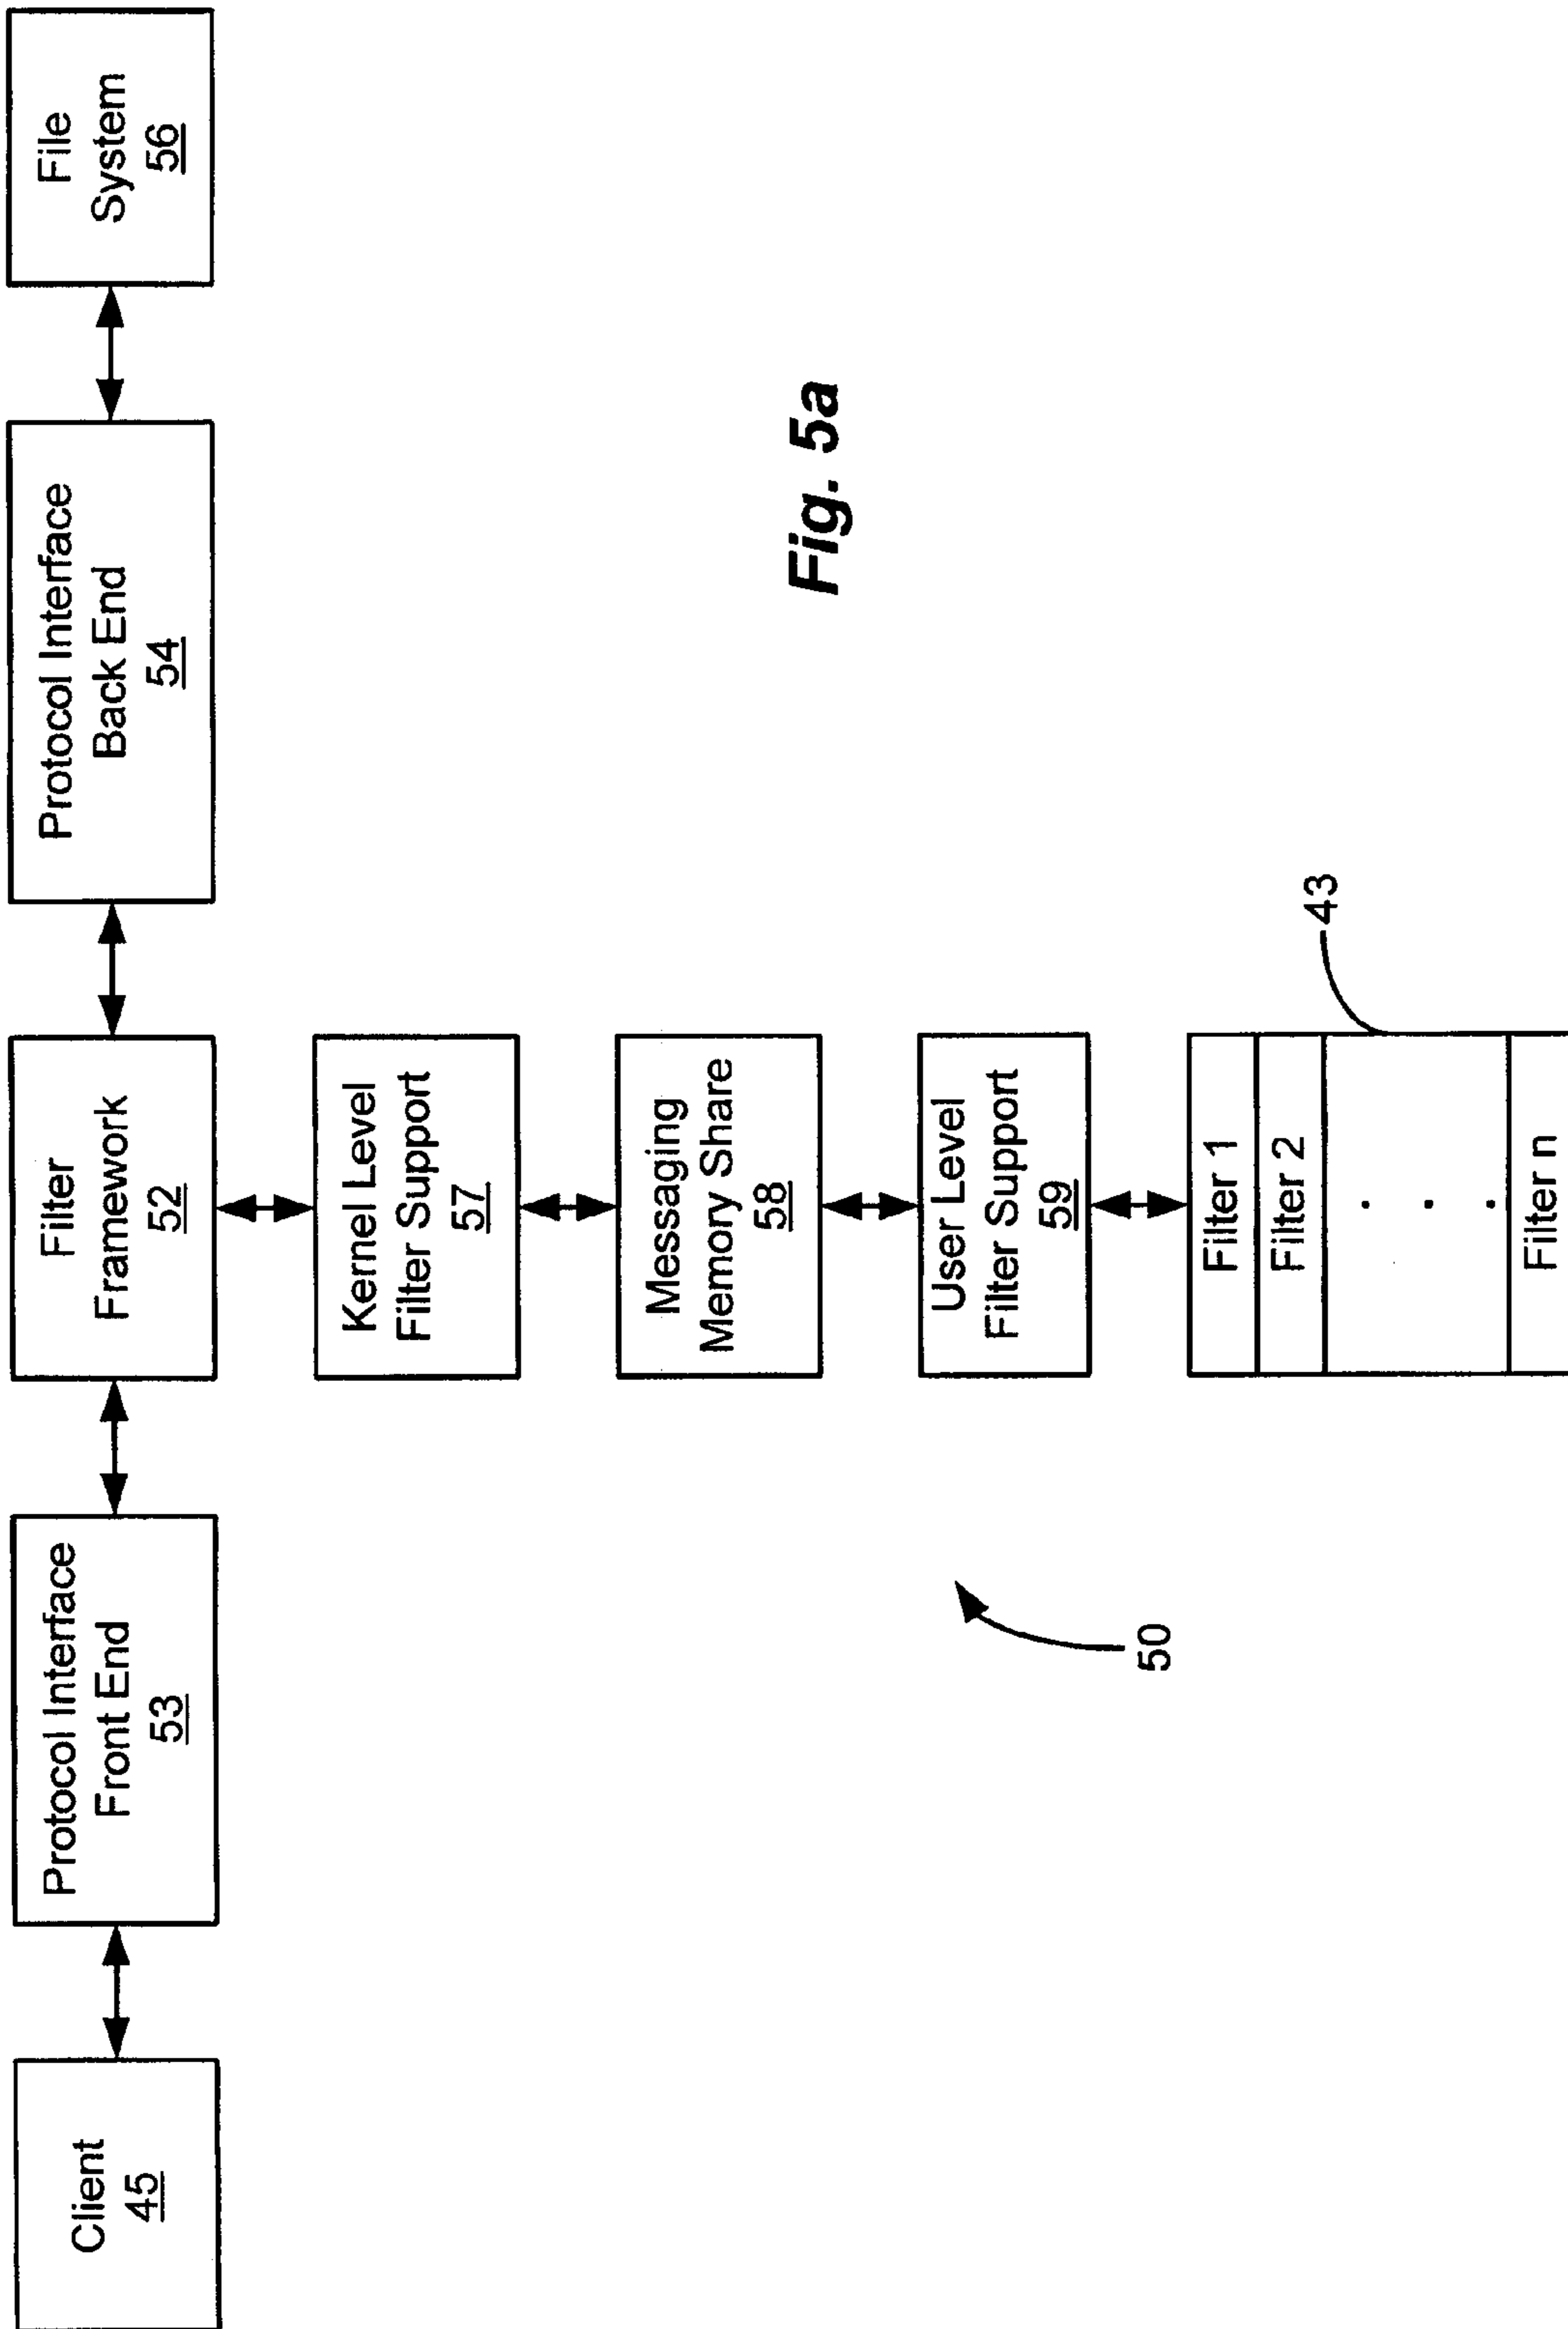 Client
45
Protocol Interface
Front End
53
Filter
Framework
52
Protocol Interface
Back End
54
File
System
56
Kernel Level
Filter Support
57
Messaging
Memory Share
58
User Level
Filter Support
59
Filter 1
Filter 2
. . .
Filter n
43
50
Fig. 5a